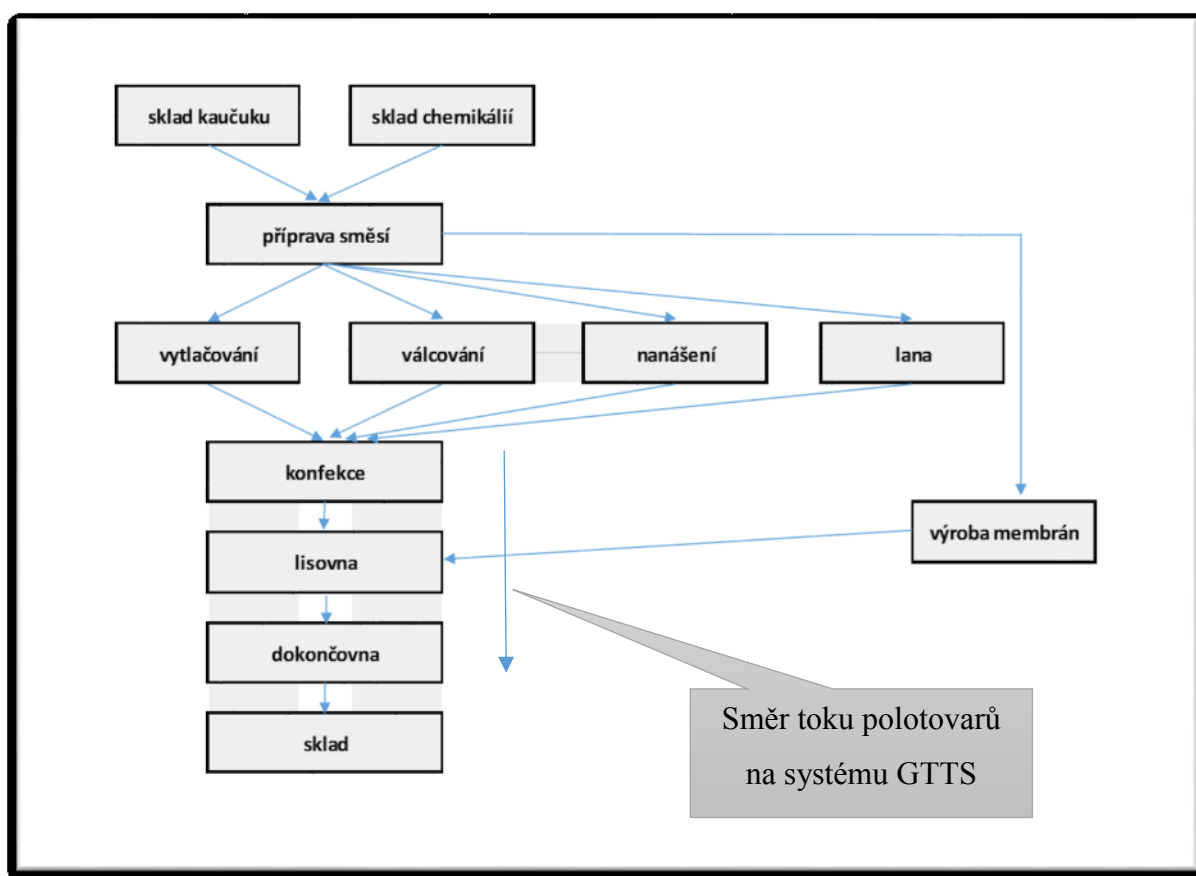 sklad kaučuku
sklad chemikálií
příprava směsí
vytlačování
válcování
nanášení
lana
konfekce
výroba membrán
lisovna
dokončovna
Směr toku polotovarů
na systému GTTS
sklad